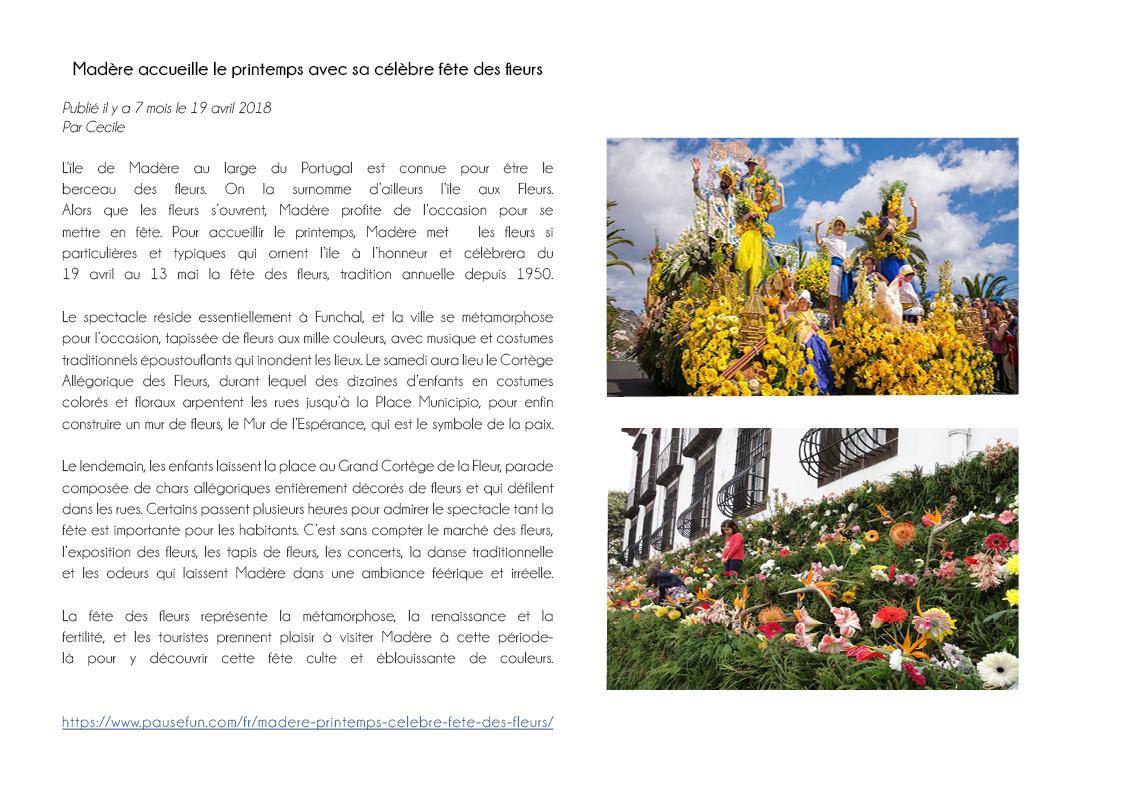 Madère accueille le printemps avec sa célèbre fête des fleurs
Publié il y a 7 mois le 19 avril 2018
Par Cecile
L'île de Madère au large du Portugal est connue pour être le
berceau des fleurs. On la surnomme d'ailleurs l'île aux Fleurs.
Alors que les fleurs s'ouvrent, Madère profite de l'occasion pour se
mettre en fête. Pour accueillir le printemps, Madère met les fleurs si
particulières et typiques qui ornent l'île à l'honneur et célèbrera du
19 avril au 13 mai la fête des fleurs, tradition annuelle depuis 1950.
Le spectacle réside essentiellement à Funchal, et la ville se métamorphose
pour l'occasion, tapissée de fleurs aux mille couleurs, avec musique et costumes
traditionnels époustouflants qui inondent les lieux. Le samedi aura lieu le Cortège
Allégorique des Fleurs, durant lequel des dizaines d'enfants en costumes
colorés et floraux arpentent les rues jusqu'à la Place Municipio, pour enfin
construire un mur de fleurs, le Mur de l'Espérance, qui est le symbole de la paix.
Le lendemain, les enfants laissent la place au Grand Cortège de la Fleur, parade
composée de chars allégoriques entièrement décorés de fleurs et qui défilent
dans les rues. Certains passent plusieurs heures pour admirer le spectacle tant la
fête est importante pour les habitants. C'est sans compter le marché des fleurs,
l'exposition des fleurs, les tapis de fleurs, les concerts, la danse traditionnelle
et les odeurs qui laissent Madère dans une ambiance féérique et irréelle.
La fête des fleurs représente la métamorphose, la renaissance et la
fertilité, et les touristes prennent plaisir à visiter Madère à cette période-
là pour y découvrir cette fête culte et éblouissante de couleurs.
https://www.pausefun.com/fr/madere-printemps-celebre-fete-des-fleurs/